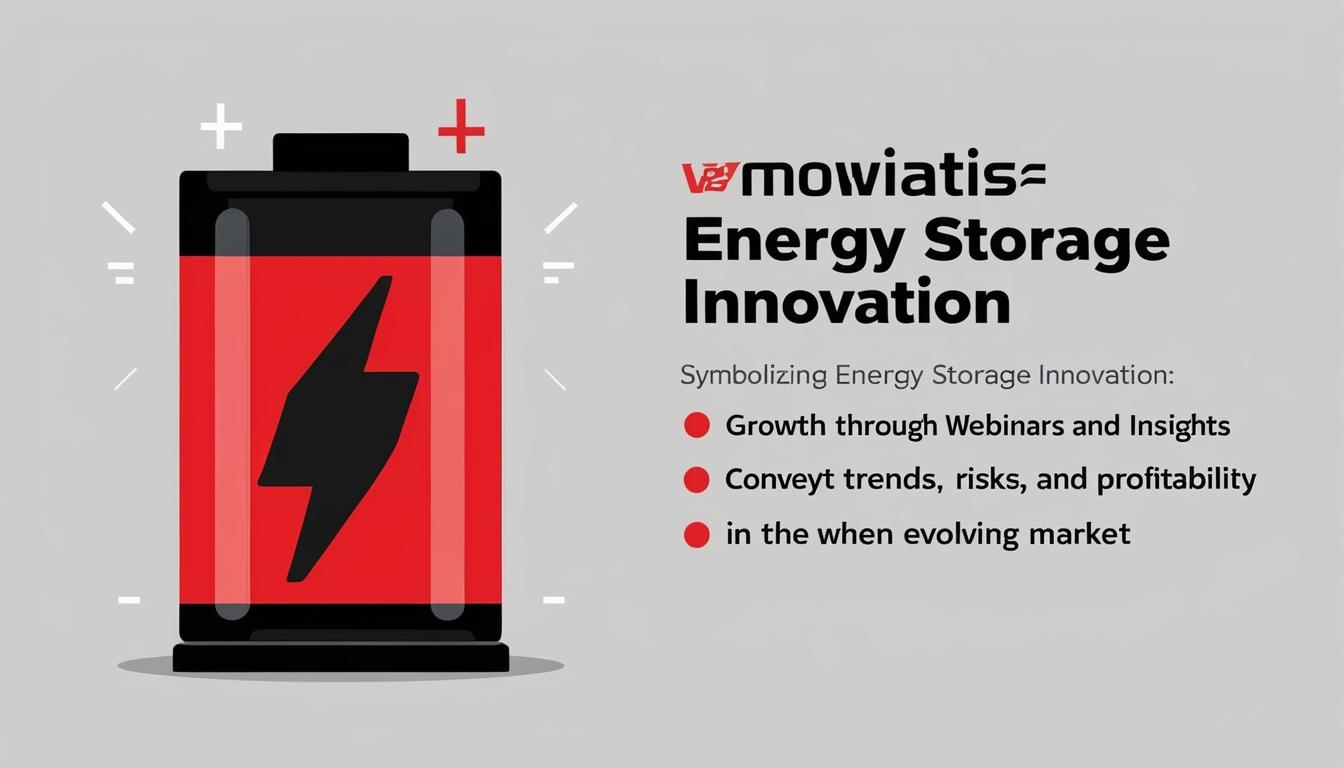 mowiatis
Energy Storage
Innovation
Symbolizing Energy Storage Innovation:
Growth through Webinars and Insights
Conveyt trends, risks, and profitability
in the when evolving market